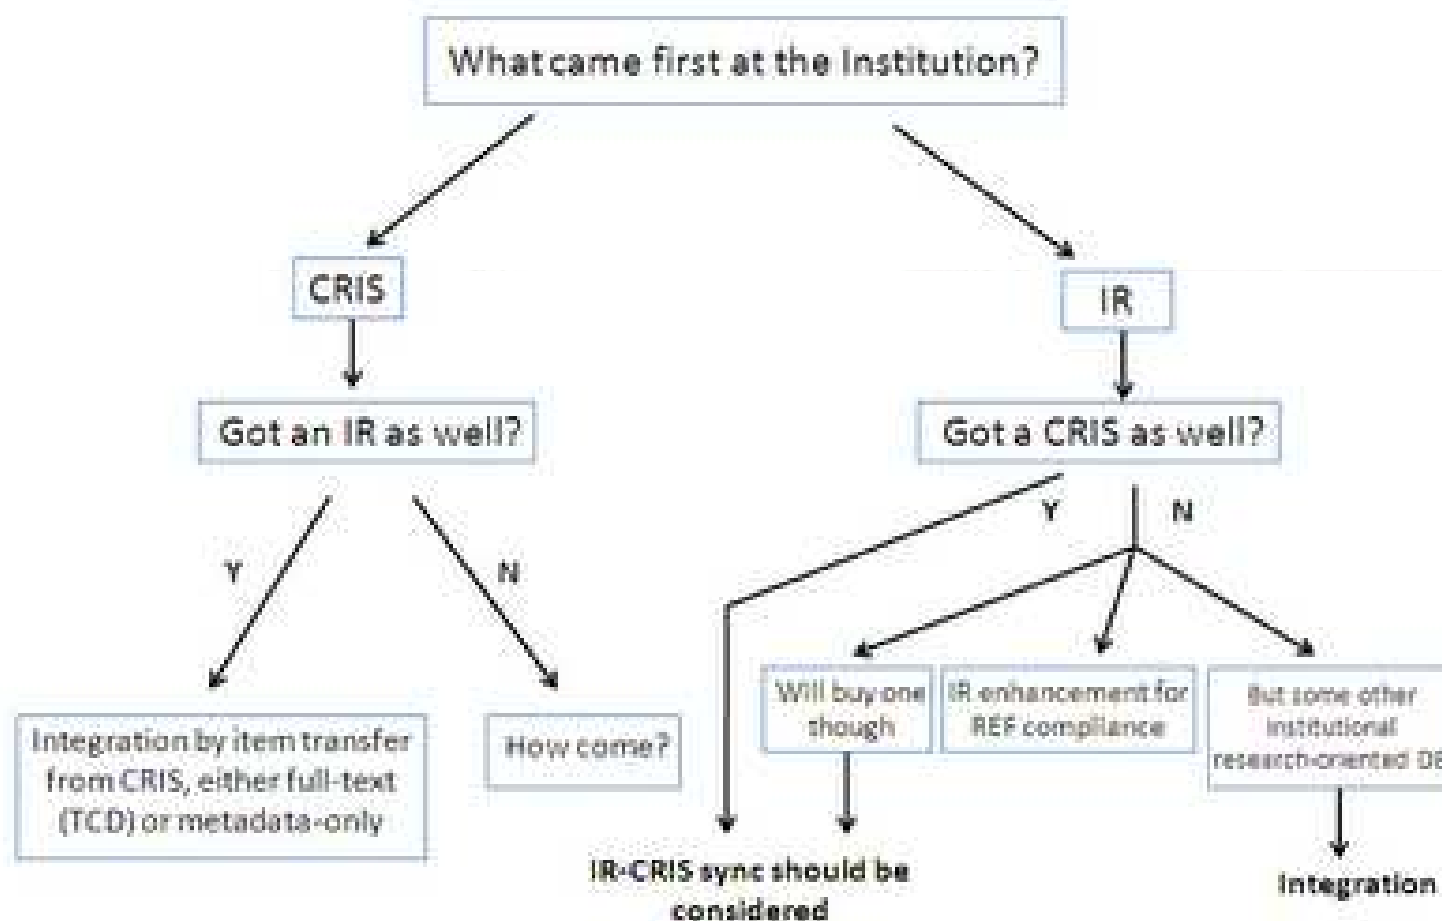 What came first at the Institution?
CRIS
IR
Got an IR as well?
Got a CRIS as well?
Y
N
Y
N
Integration by item transfer
from CRIS, either full-text
(TCD) or metadata-only
How come?
Will buy one
though
IR enhancement for
REF compliance
But some other
institutional
research-oriented DB
IR-CRIS sync should be
considered
Integration